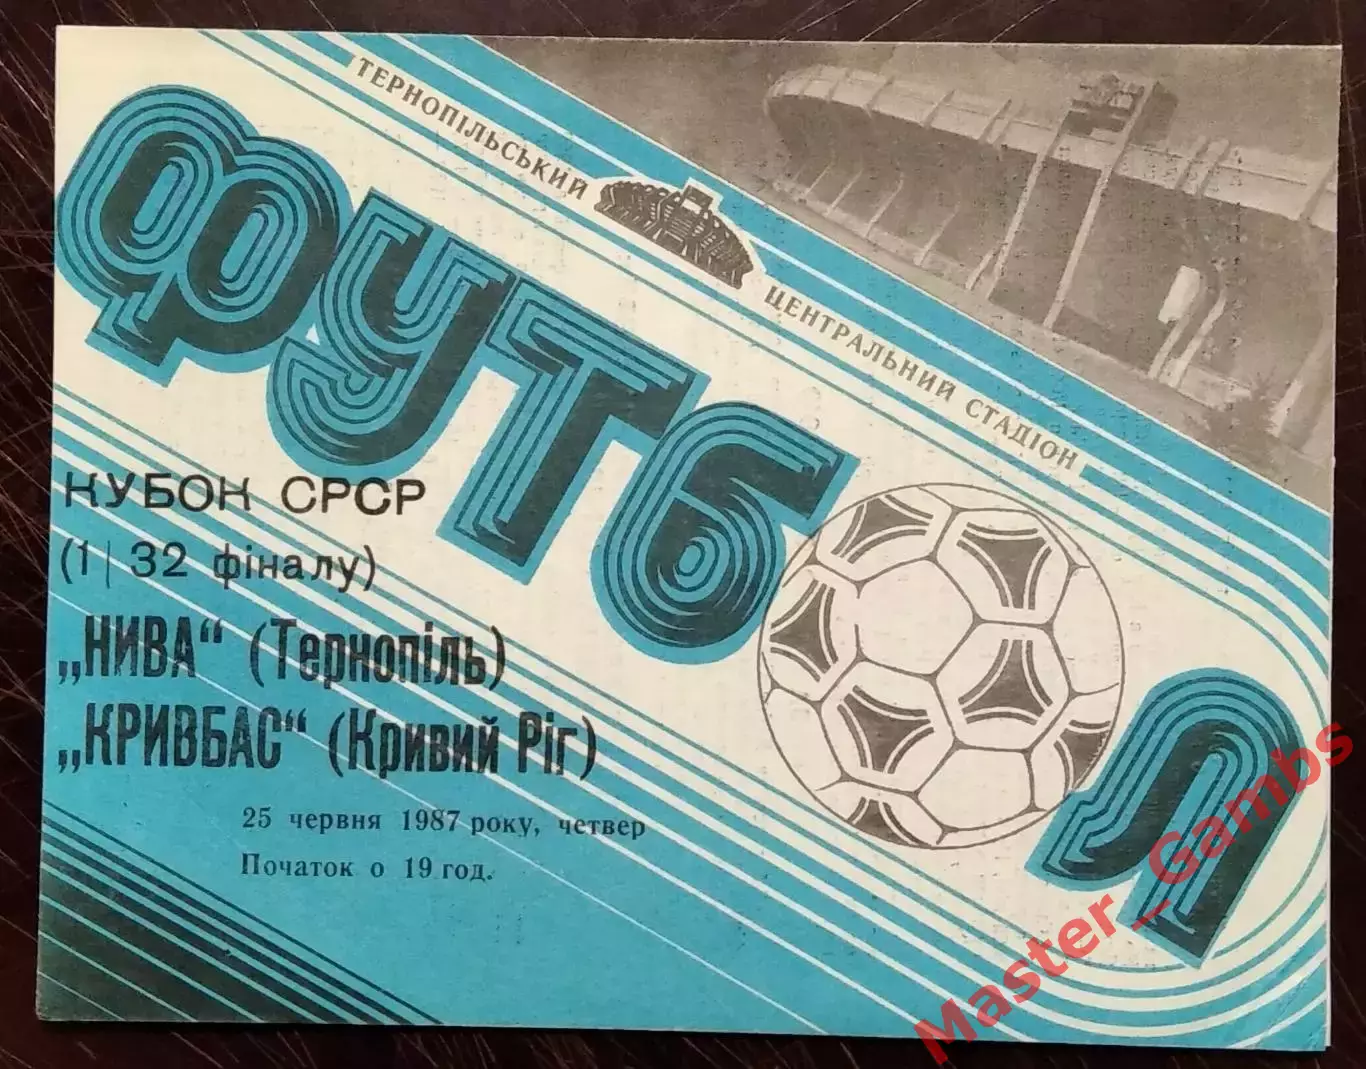 ТЕРНОПІЛЬСЬКИЙ ЦЕНТРАЛЬНИЙ СТАДІОН
ФУТБОЛ
КУБОК СРСР
(1/32 фіналу)
„НИВА“ (Тернопіль)
„КРИВБАС“ (Кривий Ріг)
25 червня 1987 року, четвер
Початок о 19 год.
Master_Gambs